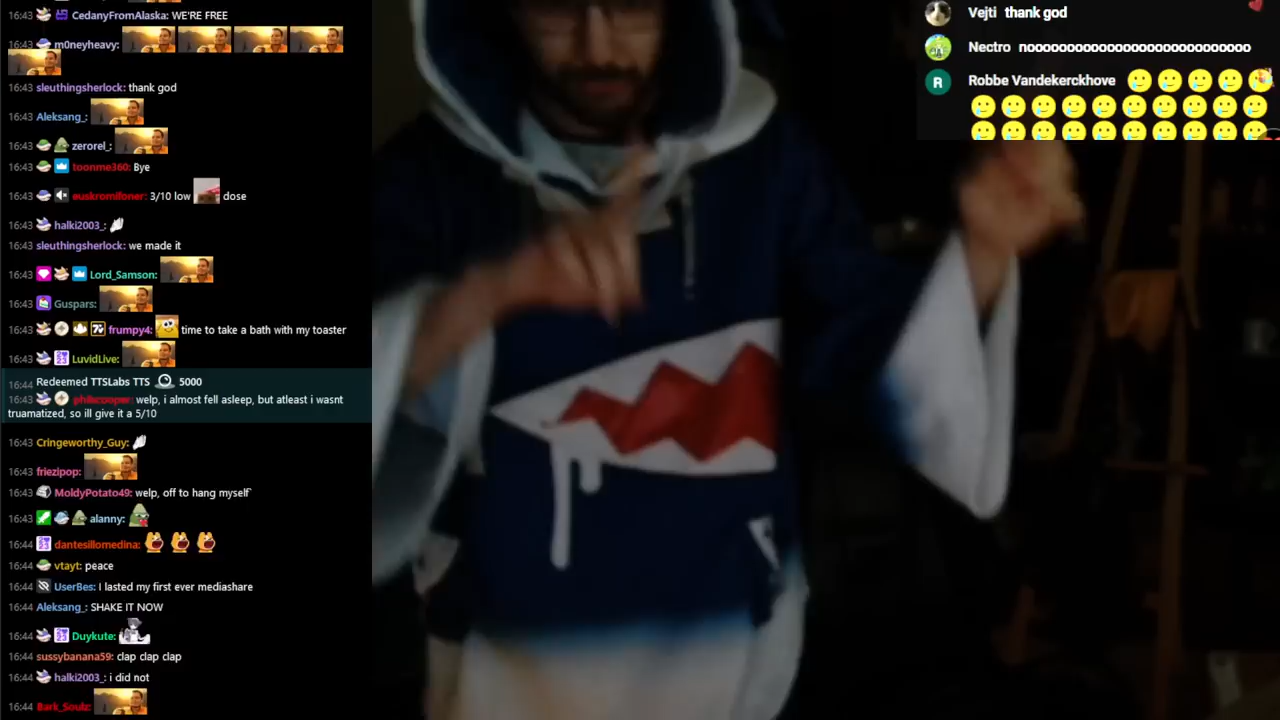 16:43 CedanyFromAlaska: WE'RE FREE
16:43 m0neyheavy:
16:43 sleuthingsherlock: thank god
16:43 Aleksang_:
16:43 zerorel_:
16:43 toonme360: Bye
16:43 euskromifoner: 3/10 low dose
16:43 halki2003_:
16:43 sleuthingsherlock: we made it
16:43 Lord_Samson:
16:43 Guspars:
16:43 frumpy4: time to take a bath with my toaster
16:43 LuvidLive:
16:44 Redeemed TTSLabs TTS 5000
16:43 philscooper: welp, i almost fell asleep, but atleast i wasnt
truamatized, so ill give it a 5/10
16:43 Cringeworthy_Guy:
16:43 friezipop:
16:43 MoldyPotato49: welp, off to hang myself`
16:43 alanny:
16:44 dantesillomedina:
16:44 vtayt: peace
16:44 UserBes: I lasted my first ever mediashare
16:44 Aleksang_: SHAKE IT NOW
16:44 Duykute:
16:44 sussybanana59: clap clap clap
16:44 halki2003_: i did not
16:44 Bark_Soulz:
Vejti thank god
Nectro noooooooooooooooooooooooooooo
R Robbe Vandekerckhove